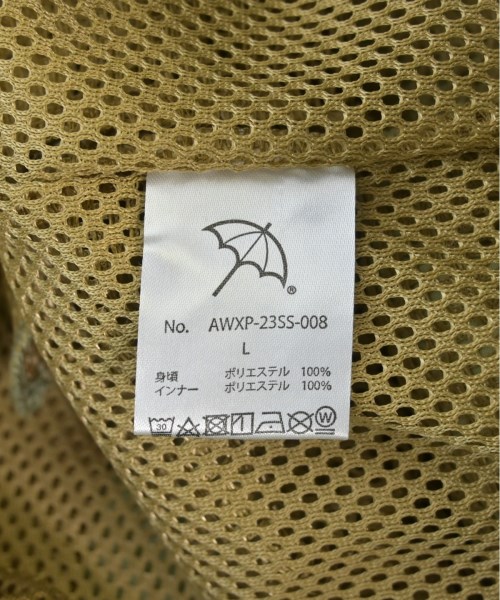 ®
No. AWXP-23SS-008
L
身頃 ポリエステル 100%
インナー ポリエステル 100%
30 W